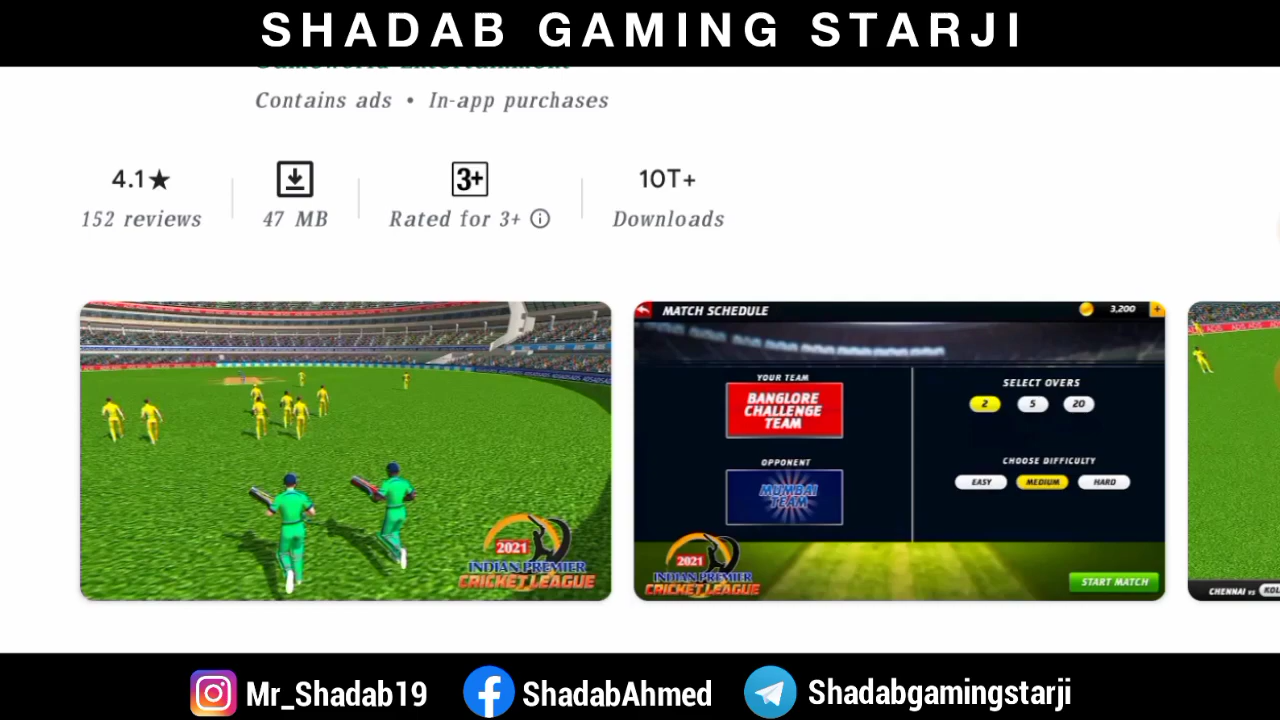 SHADAB GAMING STARJI
Gameworld Entertainment
Contains ads • In-app purchases
4.1★
152 reviews
47 MB
3+
Rated for 3+
10T+
Downloads
2021
INDIAN PREMIER
CRICKET LEAGUE
MATCH SCHEDULE
3,200
YOUR TEAM
BANGLORE
CHALLENGE
TEAM
OPPONENT
MUMBAI
TEAM
SELECT OVERS
2 5 20
CHOOSE DIFFICULTY
EASY MEDIUM HARD
2021
INDIAN PREMIER
CRICKET LEAGUE
START MATCH
CHENNAI vs KOL
Mr_Shadab19
ShadabAhmed
Shadabgamingstarji